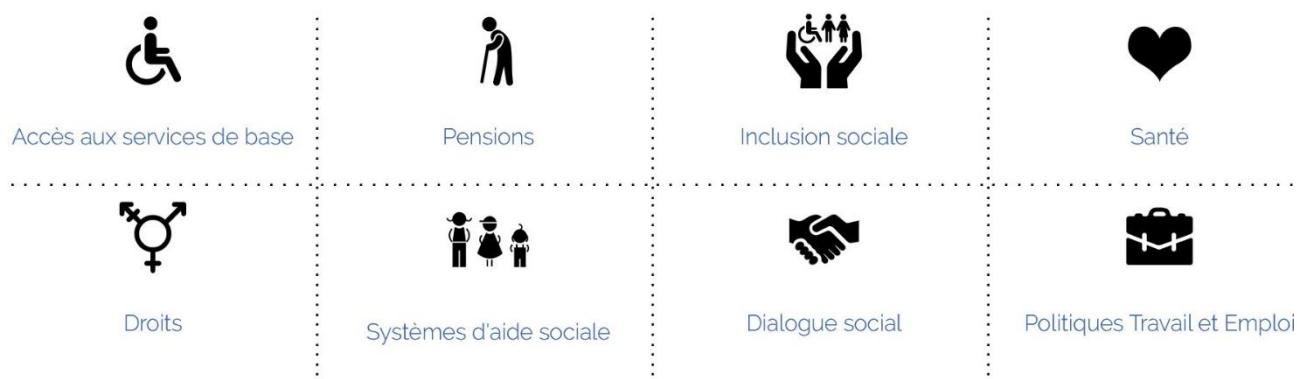 Accès aux services de base
Pensions
Inclusion sociale
Santé
Droits
Systèmes d'aide sociale
Dialogue social
Politiques Travail et Emploi